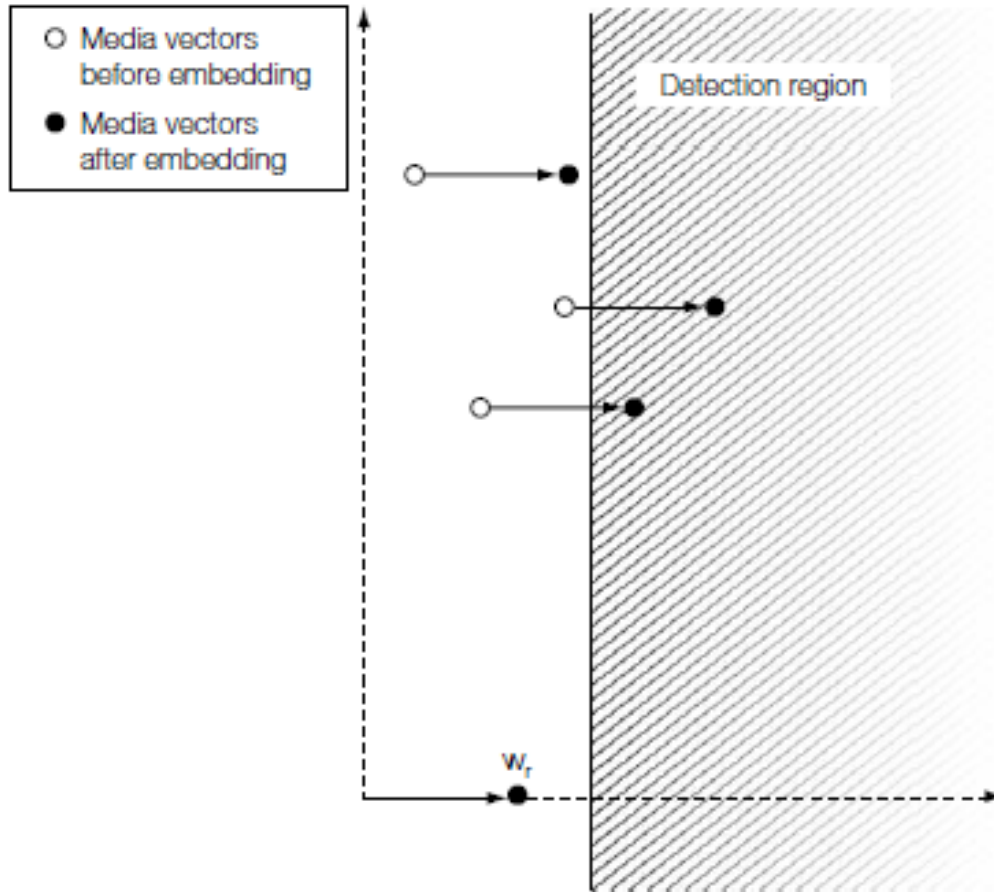 Media vectors
before embedding
Media vectors
after embedding
Detection region
wr